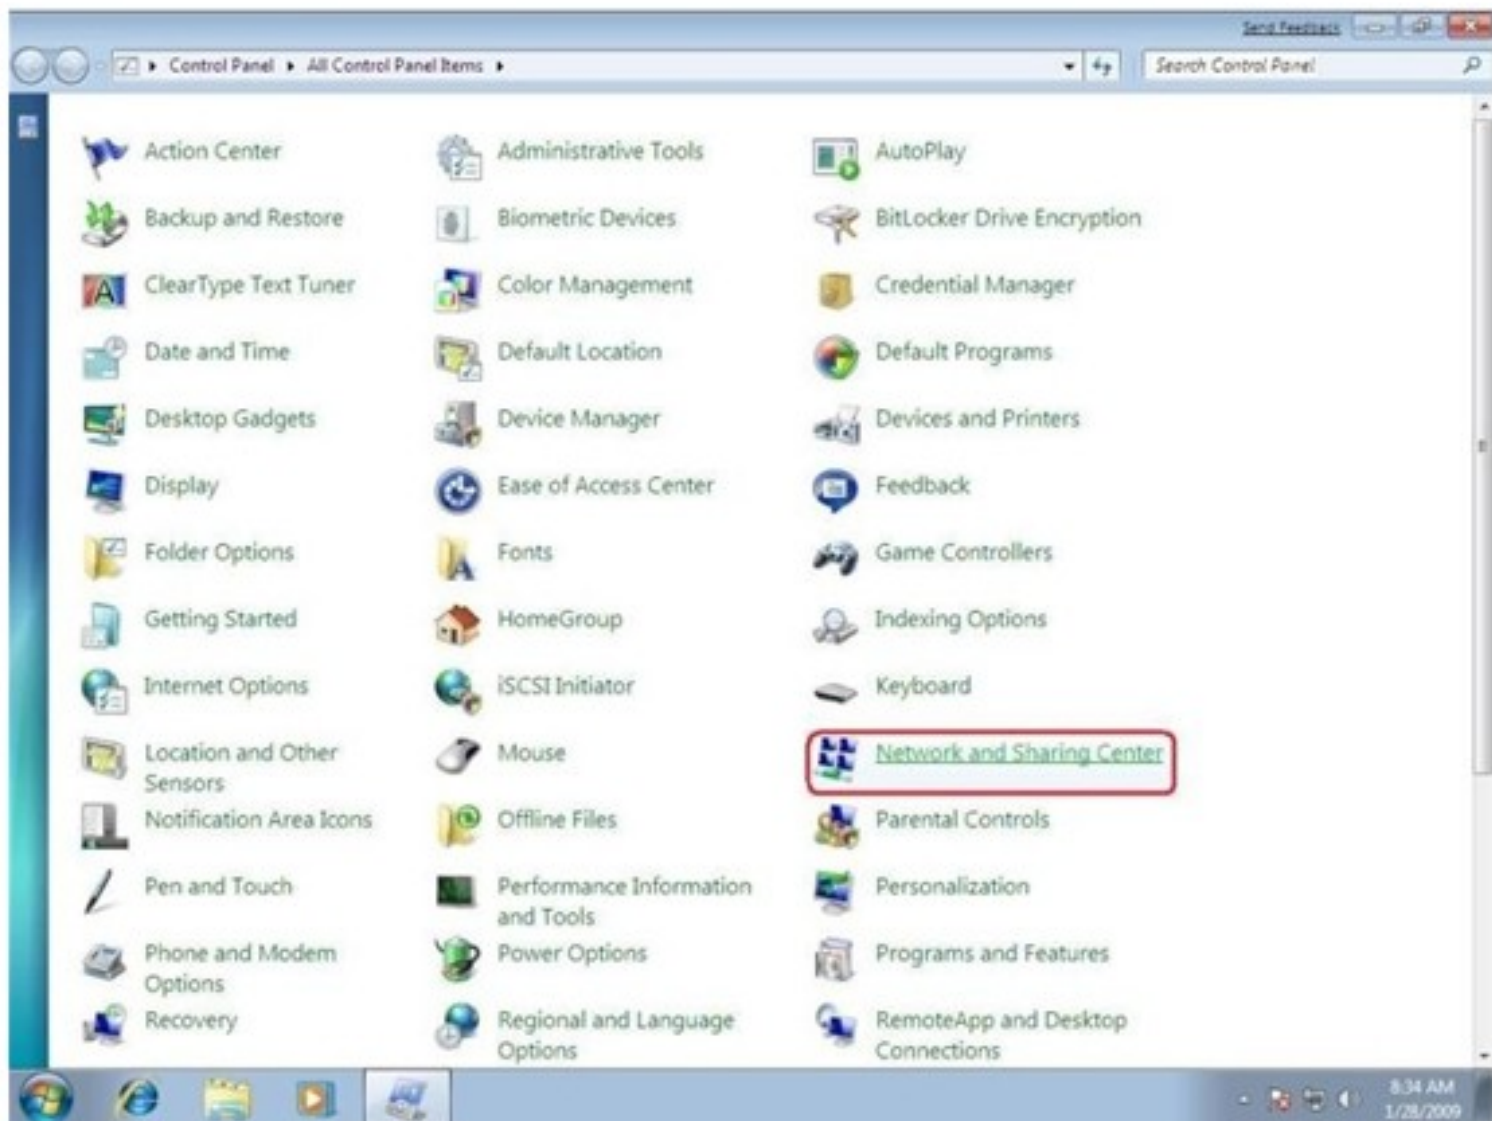 Send Feedback
Control Panel All Control Panel Items
Search Control Panel
Action Center
Administrative Tools
AutoPlay
Backup and Restore
Biometric Devices
BitLocker Drive Encryption
ClearType Text Tuner
Color Management
Credential Manager
Date and Time
Default Location
Default Programs
Desktop Gadgets
Device Manager
Devices and Printers
Display
Ease of Access Center
Feedback
Folder Options
Fonts
Game Controllers
Getting Started
HomeGroup
Indexing Options
Internet Options
iSCSI Initiator
Keyboard
Location and Other
Sensors
Mouse
Network and Sharing Center
Notification Area Icons
Offline Files
Parental Controls
Pen and Touch
Performance Information
and Tools
Personalization
Phone and Modem
Options
Power Options
Programs and Features
Recovery
Regional and Language
Options
RemoteApp and Desktop
Connections
8:34 AM
1/28/2009